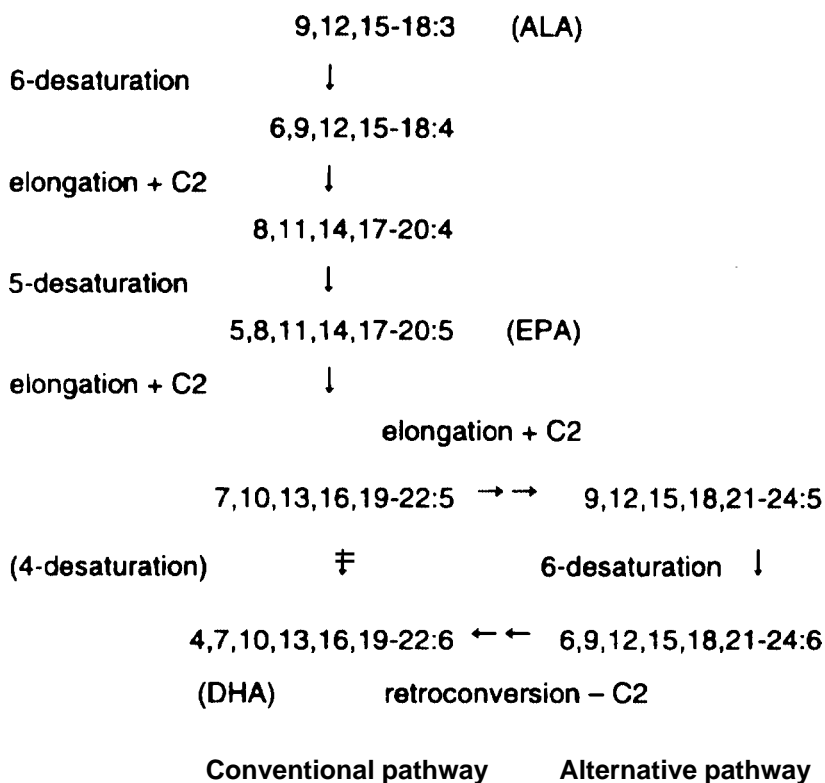 9,12,15-18:3 (ALA)
6-desaturation ↓
6,9,12,15-18:4
elongation + C2 ↓
8,11,14,17-20:4
5-desaturation ↓
5,8,11,14,17-20:5 (EPA)
elongation + C2 ↓
elongation + C2
7,10,13,16,19-22:5 → → 9,12,15,18,21-24:5
(4-desaturation) 6-desaturation ↓
4,7,10,13,16,19-22:6 ← ← 6,9,12,15,18,21-24:6
(DHA) retroconversion – C2
Conventional pathway Alternative pathway